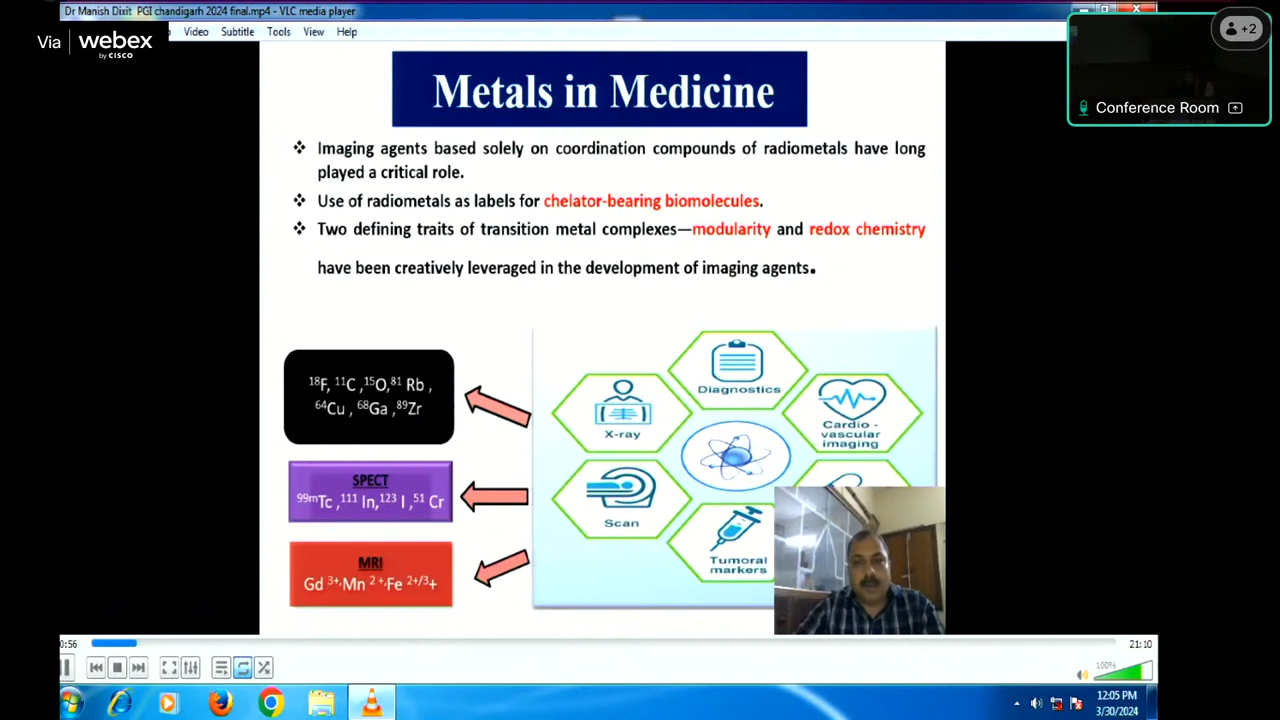 Dr Manish Dixit PGI chandigarh 2024 final.mp4 - VLC media player
Via webex
by CISCO
Video Subtitle Tools View Help
+2
Conference Room
Metals in Medicine
❖ Imaging agents based solely on coordination compounds of radiometals have long
played a critical role.
❖ Use of radiometals as labels for chelator-bearing biomolecules.
❖ Two defining traits of transition metal complexes—modularity and redox chemistry
have been creatively leveraged in the development of imaging agents.
18F, 11C ,15O,81 Rb ,
64Cu , 68Ga ,89Zr
SPECT
99mTc ,111 In,123 I ,51 Cr
MRI
Gd 3+,Mn 2+,Fe 2+/3+
Diagnostics
X-ray
Cardio -
vascular
imaging
Scan
Tumoral
markers
0:56
21:10
100%
12:05 PM
3/30/2024